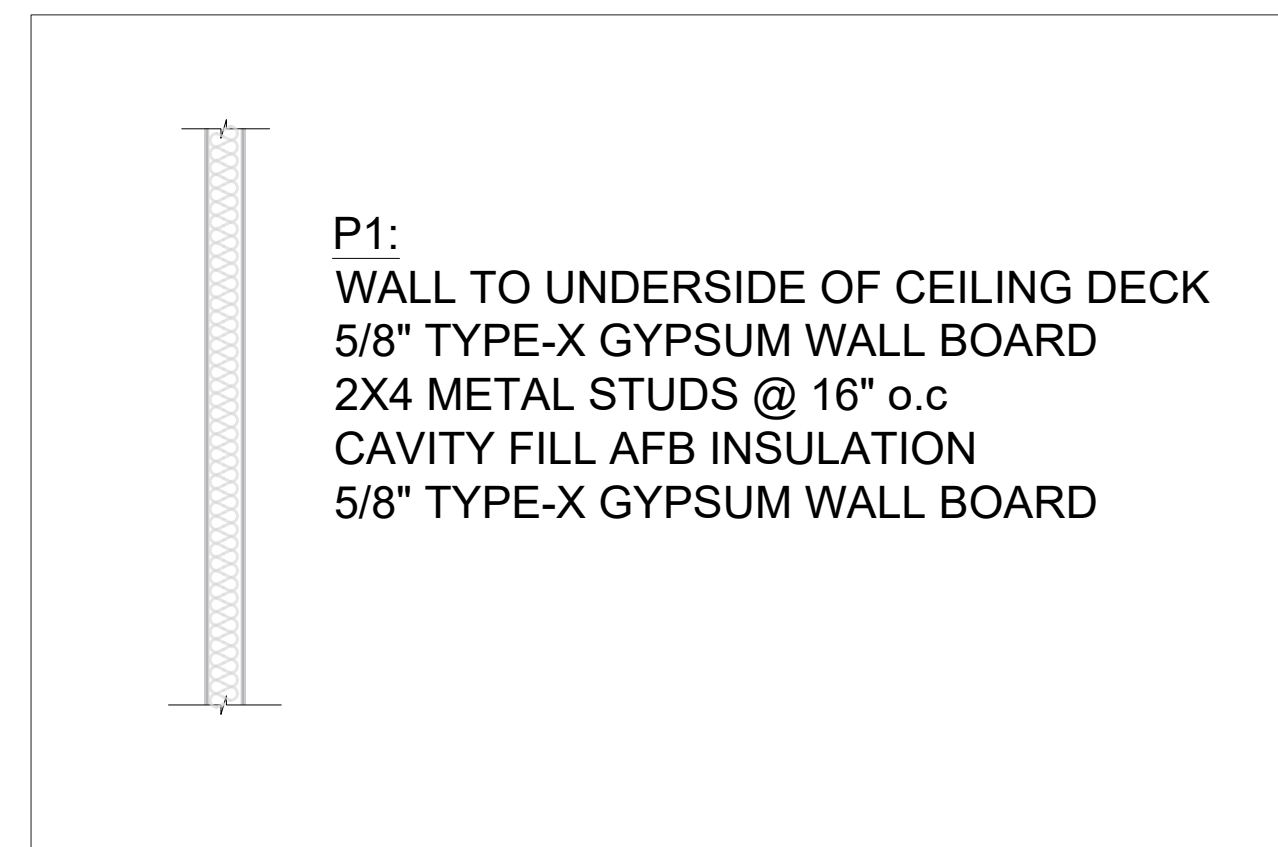 P1:
WALL TO UNDERSIDE OF CEILING DECK
5/8" TYPE-X GYPSUM WALL BOARD
2X4 METAL STUDS @ 16" o.c
CAVITY FILL AFB INSULATION
5/8" TYPE-X GYPSUM WALL BOARD